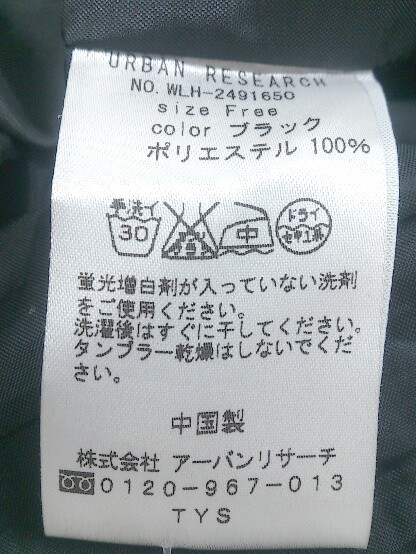 URBAN RESEARCH
NO. WLH-2491650
size Free
color ブラック
ポリエステル 100%
手洗イ 30 中 ドライ セキユ系
蛍光増白剤が入っていない洗剤
をご使用ください。
洗濯後はすぐに干してください。
タンブラー乾燥はしないでくだ
さい。
中国製
株式会社 アーバンリサーチ
0120-967-013
TYS